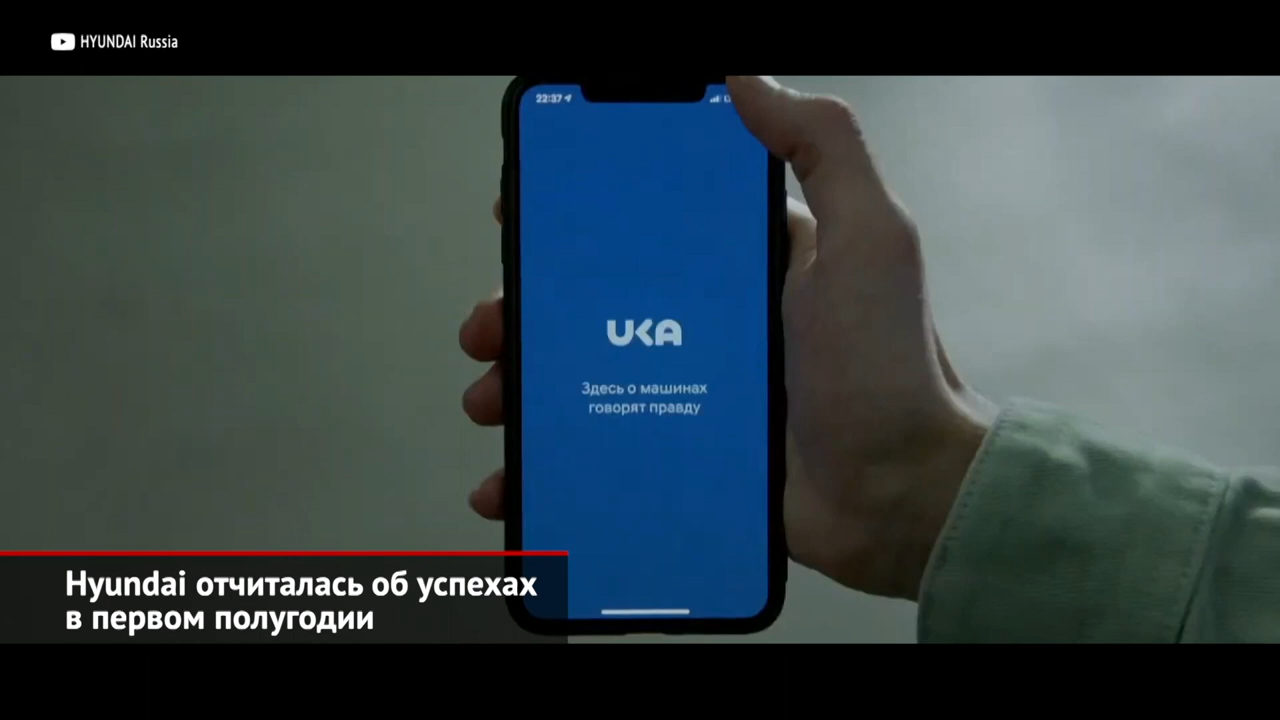 HYUNDAI Russia
22:37
UKA
Здесь о машинах
говорят правду
Hyundai отчиталась об успехах
в первом полугодии